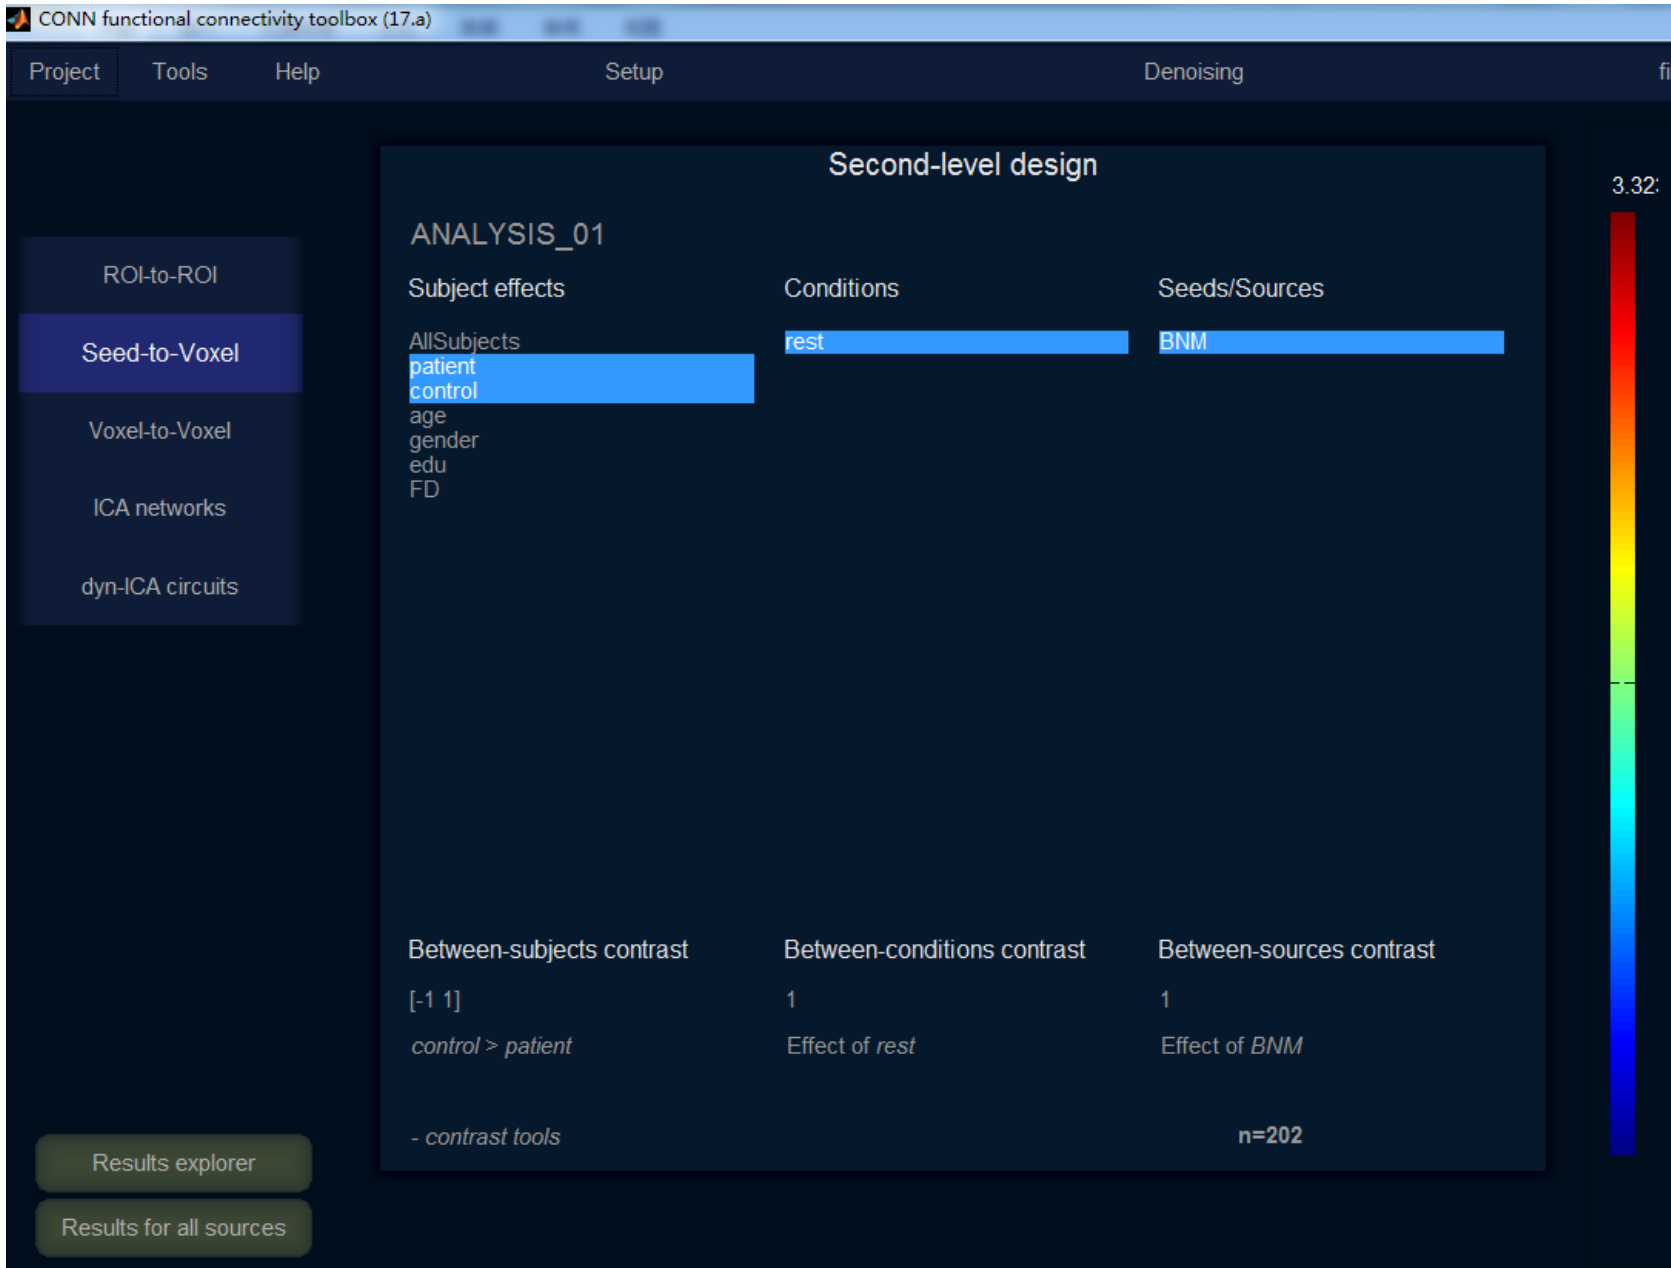 CONN functional connectivity toolbox (17.a)
Project Tools Help Setup Denoising fi
Second-level design
3.32
ANALYSIS_01
ROI-to-ROI
Seed-to-Voxel
Voxel-to-Voxel
ICA networks
dyn-ICA circuits
Subject effects
AllSubjects
patient
control
age
gender
edu
FD
Conditions
rest
Seeds/Sources
BNM
Between-subjects contrast
[-1 1]
control > patient
Between-conditions contrast
1
Effect of rest
Between-sources contrast
1
Effect of BNM
- contrast tools
n=202
Results explorer
Results for all sources